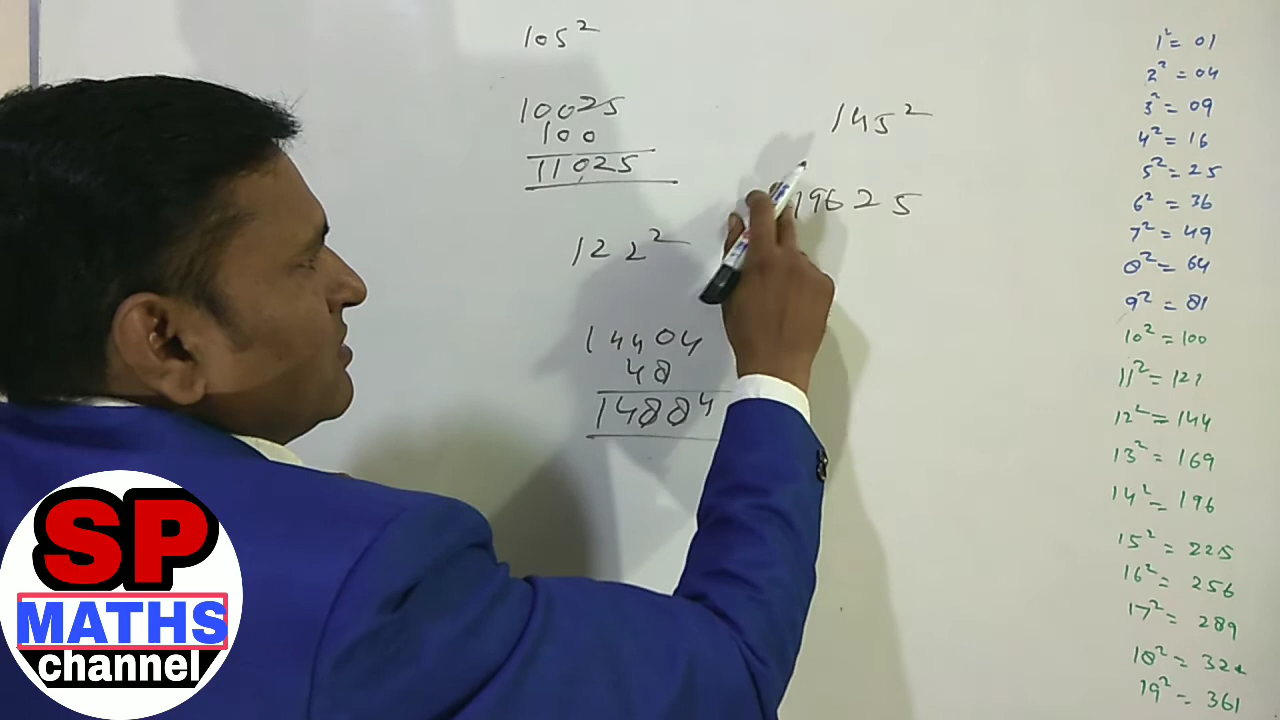 105²
10025
100
11025
122²
14404
48
14884
145²
19625
1² = 01
2² = 04
3² = 09
4² = 16
5² = 25
6² = 36
7² = 49
8² = 64
9² = 81
10² = 100
11² = 121
12² = 144
13² = 169
14² = 196
15² = 225
16² = 256
17² = 289
18² = 324
19² = 361
SP
MATHS
channel